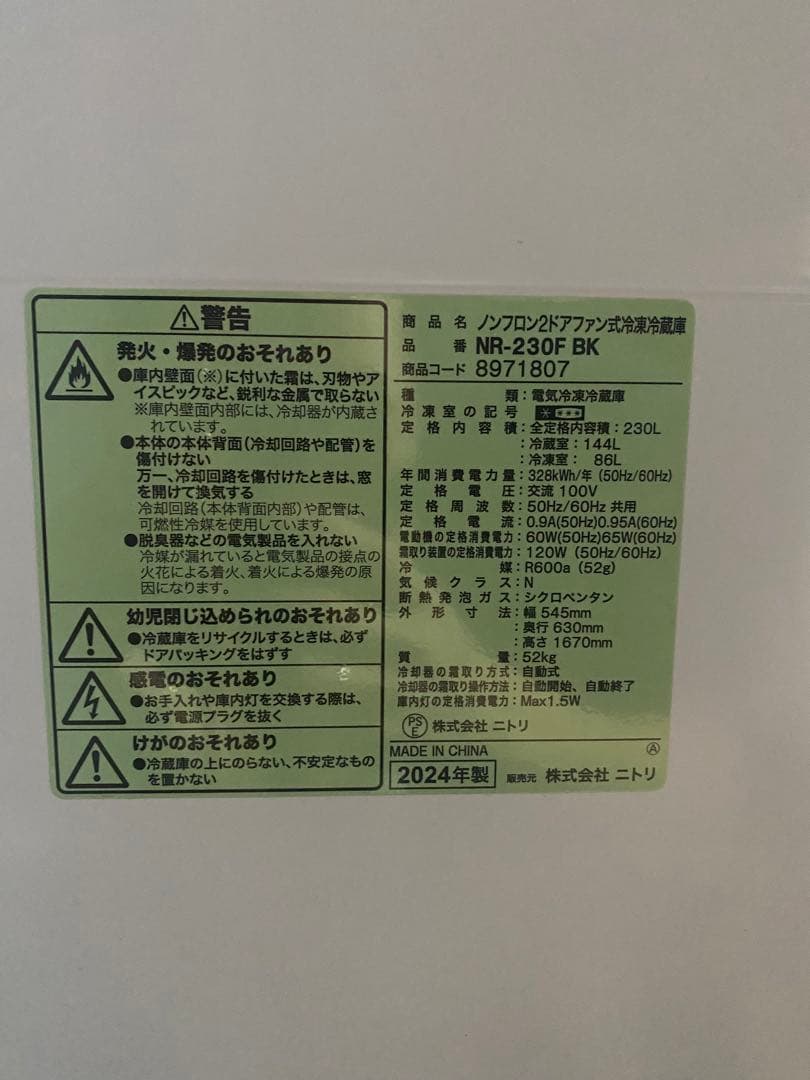 ⚠警告
発火・爆発のおそれあり
●庫内壁面(※)に付いた霜は、刃物やア
イスピックなど、鋭利な金属で取らない
※庫内壁面内部には、冷却器が内蔵さ
れています。
●本体の本体背面(冷却回路や配管)を
傷付けない
万一、冷却回路を傷付けたときは、窓
を開けて換気する
冷却回路(本体背面内部)や配管は、
可燃性冷媒を使用しています。
●脱臭器などの電気製品を入れない
冷媒が漏れていると電気製品の接点の
火花による着火、着火による爆発の原
因になります。
幼児閉じ込められのおそれあり
●冷蔵庫をリサイクルするときは、必ず
ドアパッキングをはずす
感電のおそれあり
●お手入れや庫内灯を交換する際は、
必ず電源プラグを抜く
けがのおそれあり
●冷蔵庫の上にのらない、不安定なもの
を置かない
商品名 ノンフロン2ドアファン式冷凍冷蔵庫
品番 NR-230F BK
商品コード 8971807
種類:電気冷凍冷蔵庫
冷凍室の記号
定格内容積:全定格内容積:230L
:冷蔵室:144L
:冷凍室: 86L
年間消費電力量:328kWh/年(50Hz/60Hz)
定格電圧:交流 100V
定格周波数:50Hz/60Hz 共用
定格電流:0.9A(50Hz)0.95A(60Hz)
電動機の定格消費電力:60W(50Hz)65W(60Hz)
霜取り装置の定格消費電力:120W(50Hz/60Hz)
冷媒:R600a(52g)
気候クラス:N
断熱発泡ガス:シクロペンタン
外形寸法:幅 545mm
:奥行 630mm
:高さ 1670mm
質量:52kg
冷却器の霜取り方式:自動式
冷却器の霜取り操作方法:自動開始、自動終了
庫内灯の定格消費電力:Max1.5W
PSE 株式会社 ニトリ
MADE IN CHINA Ⓐ
2024年製 販売元 株式会社 ニトリ